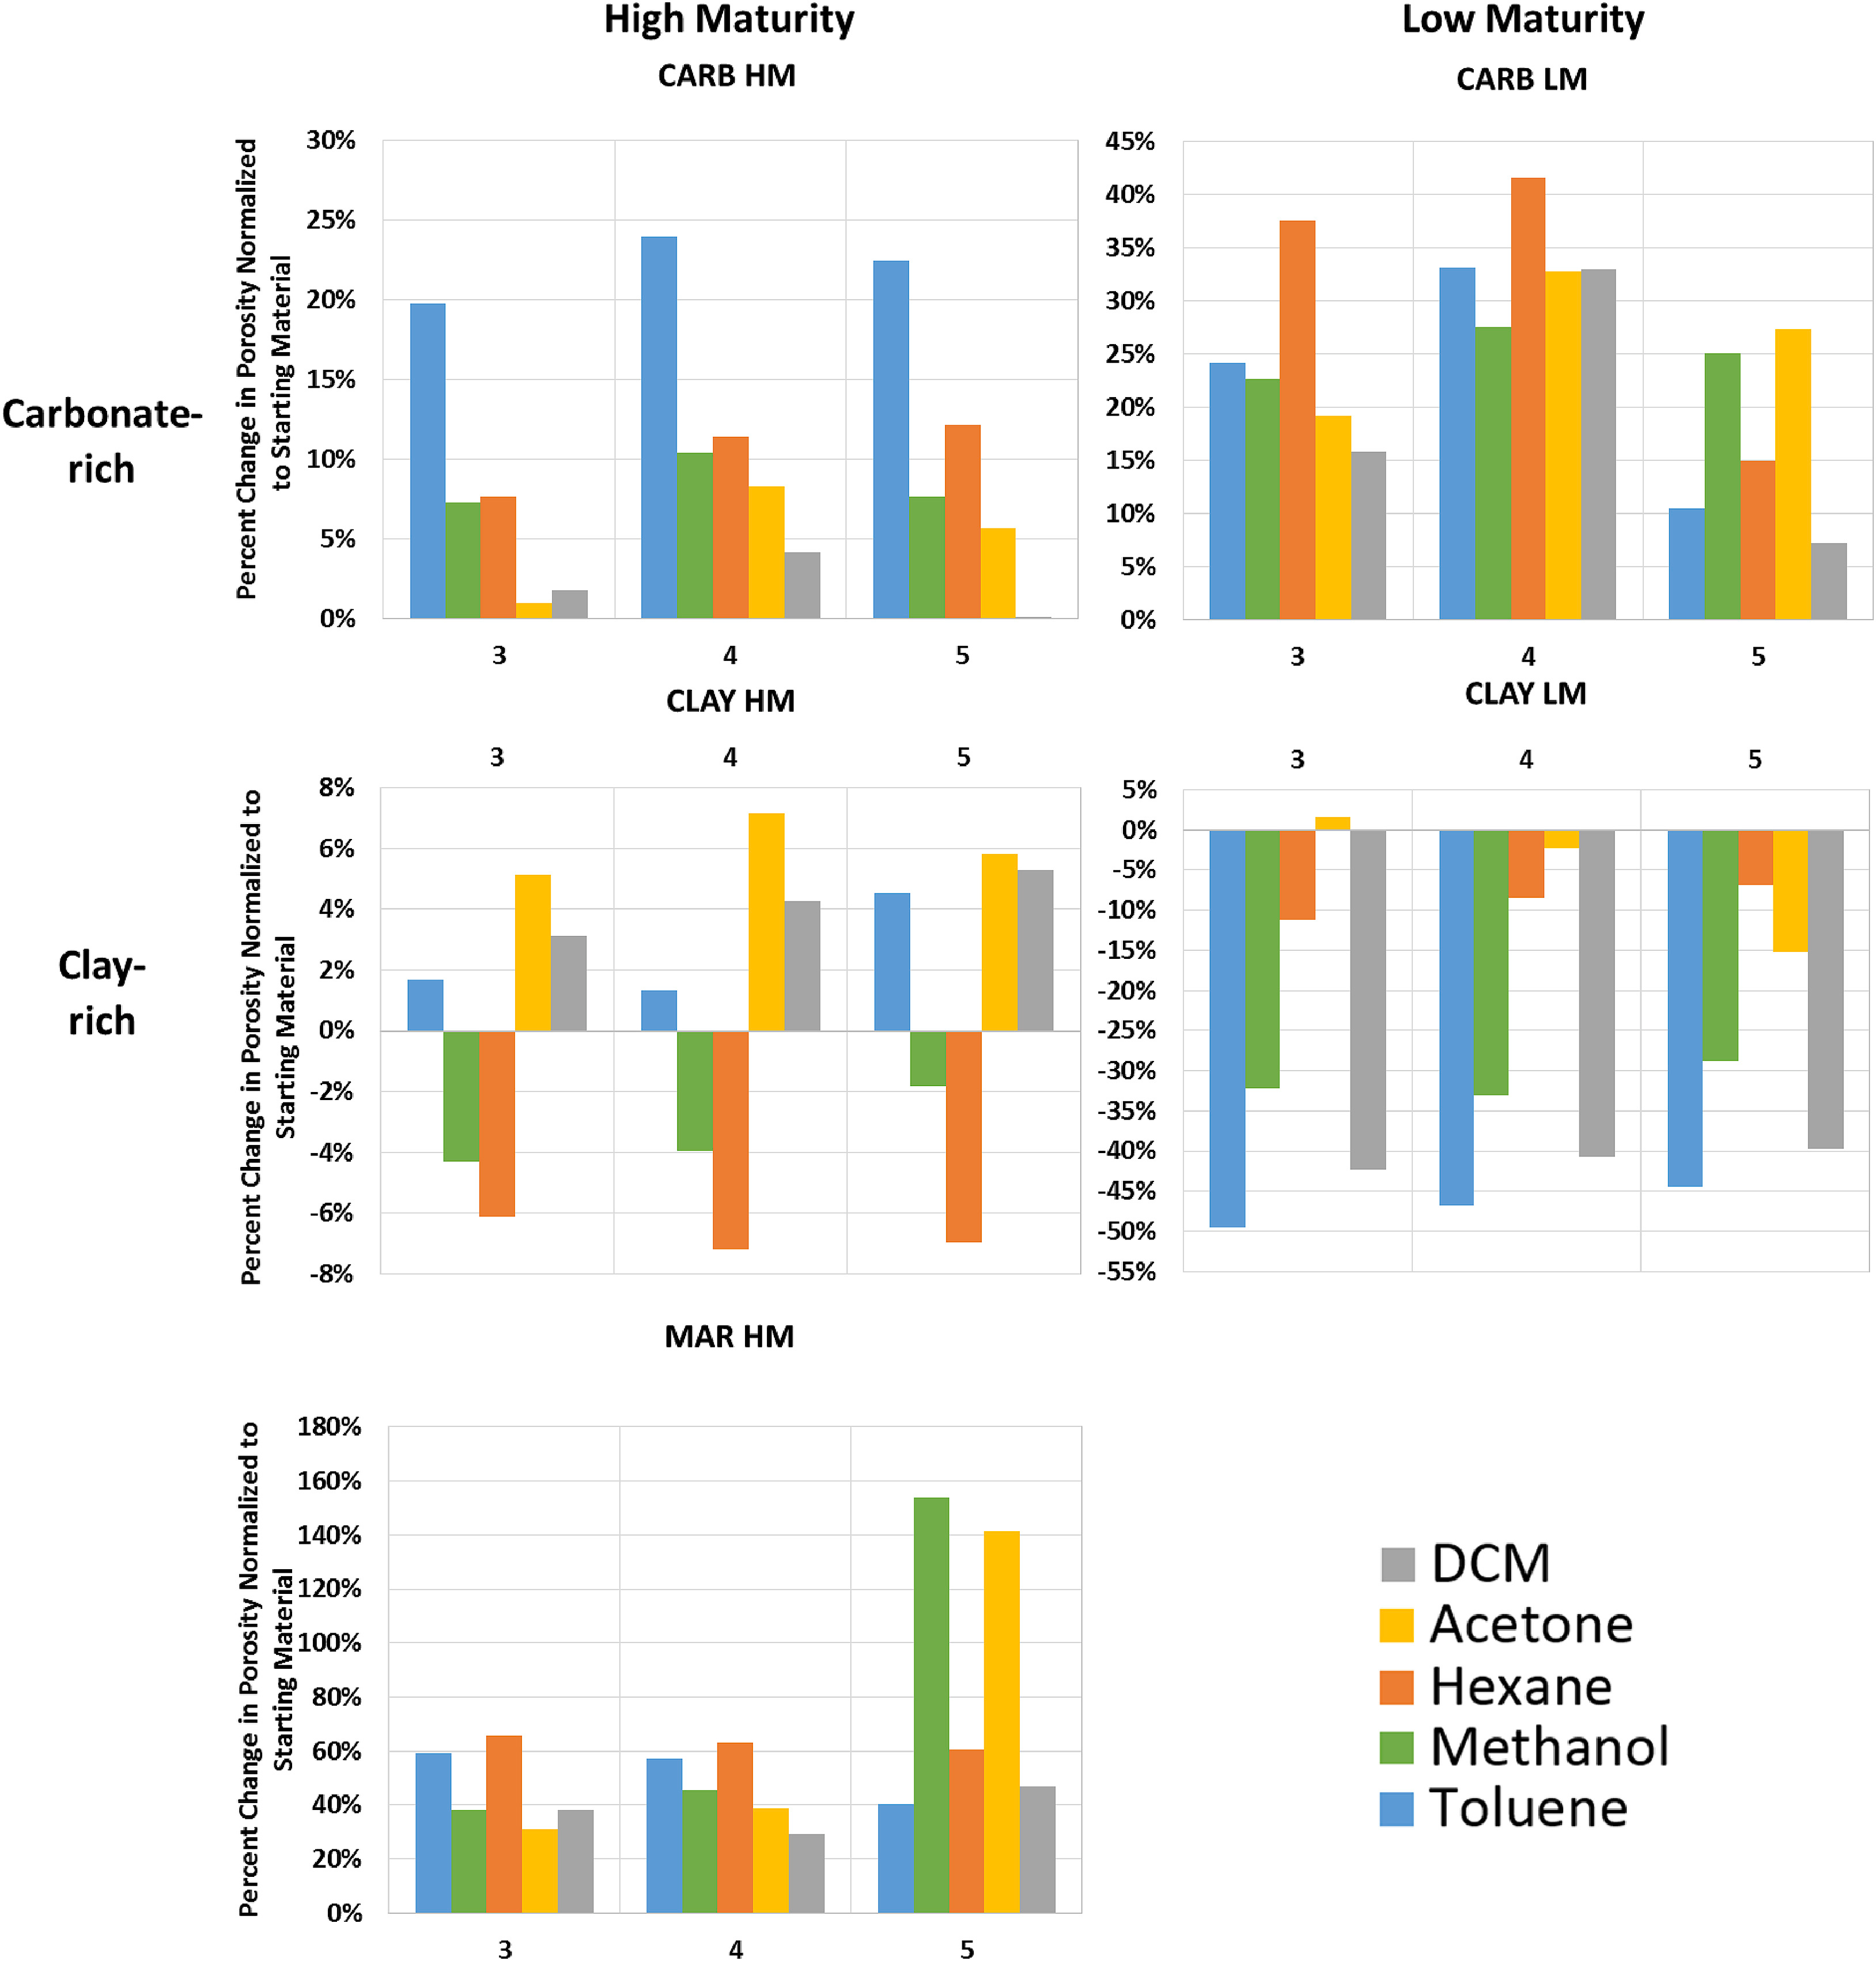 High Maturity
Low Maturity
CARB HM
CARB LM
Carbonate-
rich
Percent Change in Porosity Normalized
to Starting Material
30%
25%
20%
15%
10%
5%
0%
3 4 5
45%
40%
35%
30%
25%
20%
15%
10%
5%
0%
3 4 5
CLAY HM
CLAY LM
Clay-
rich
Percent Change in Porosity Normalized to
Starting Material
3 4 5
8%
6%
4%
2%
0%
-2%
-4%
-6%
-8%
3 4 5
5%
0%
-5%
-10%
-15%
-20%
-25%
-30%
-35%
-40%
-45%
-50%
-55%
MAR HM
Percent Change in Porosity Normalized to
Starting Material
180%
160%
140%
120%
100%
80%
60%
40%
20%
0%
3 4 5
DCM
Acetone
Hexane
Methanol
Toluene